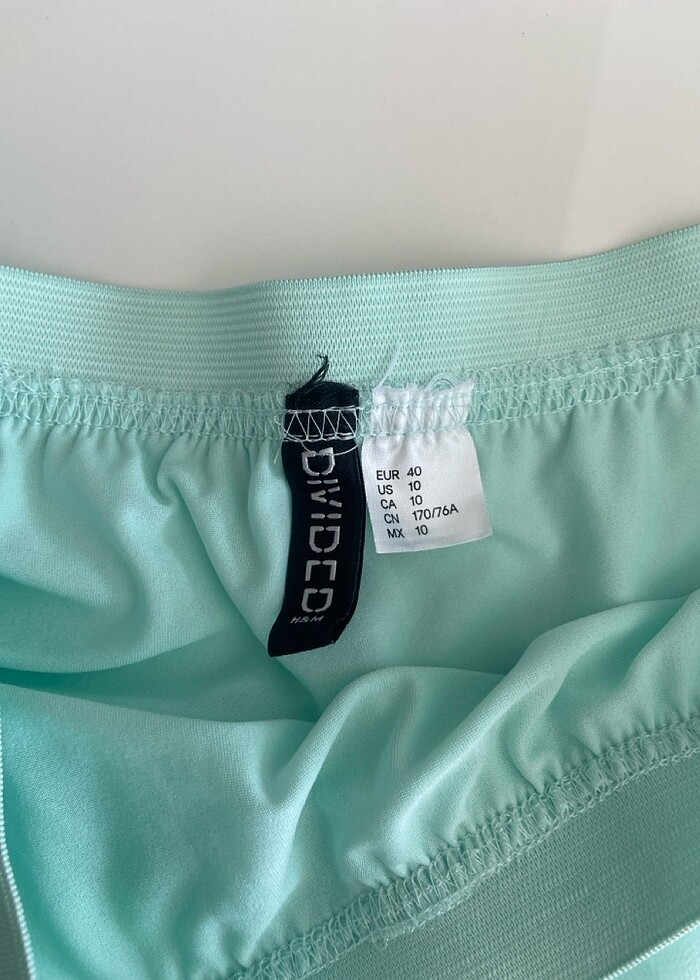 DIVIDED
H&M
EUR 40
US 10
CA 10
CN 170/76A
MX 10